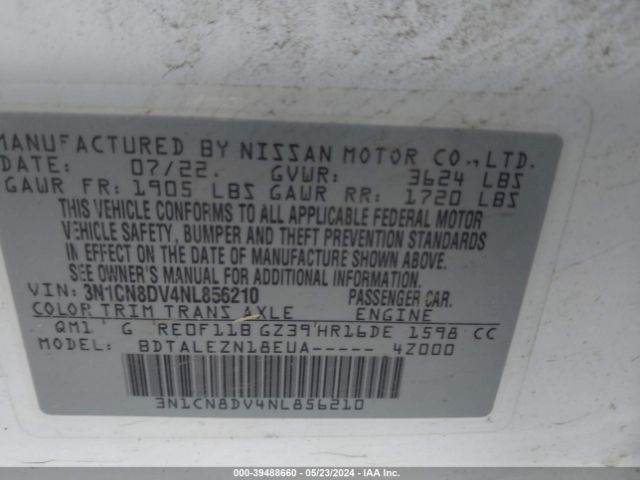 MANUFACTURED BY NISSAN MOTOR CO.,LTD.
DATE: 07/22. GVWR: 3624 LBS
GAWR FR: 1905 LBS GAWR RR: 1720 LBS
THIS VEHICLE CONFORMS TO ALL APPLICABLE FEDERAL MOTOR
VEHICLE SAFETY, BUMPER AND THEFT PREVENTION STANDARDS
IN EFFECT ON THE DATE OF MANUFACTURE SHOWN ABOVE.
SEE OWNER'S MANUAL FOR ADDITIONAL INFORMATION.
VIN: 3N1CN8DV4NL856210 PASSENGER CAR.
COLOR TRIM TRANS AXLE ENGINE
QM1 G RE0F11B GZ39 HR16DE 1598 CC
MODEL: BDTALEZN18EUA----- 4Z000
3N1CN8DV4NL856210
STOCK #: 000-39488660 - 05/23/2024 - IAA Inc.